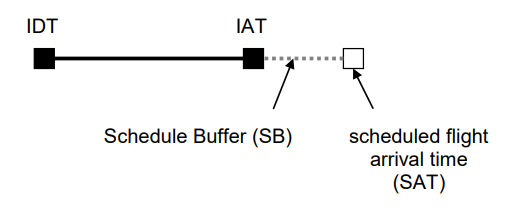 IDT
IAT
Schedule Buffer (SB)
scheduled flight
arrival time
(SAT)